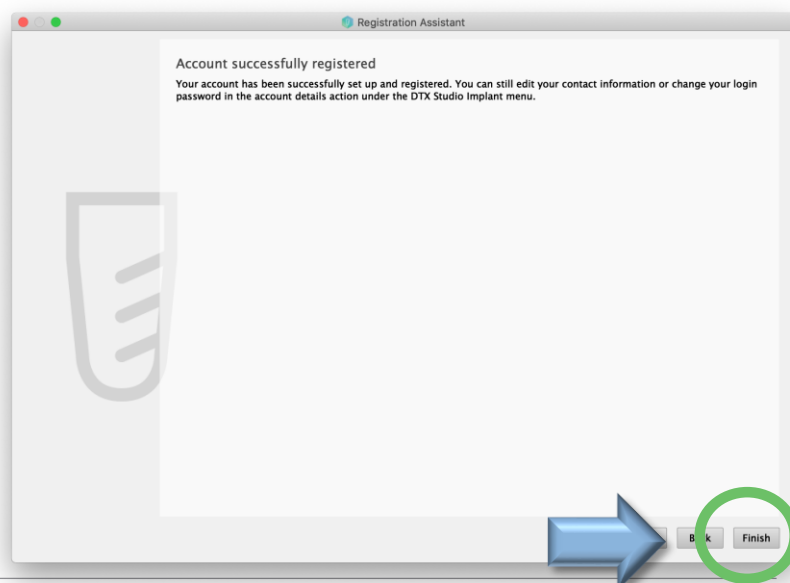 Registration Assistant
Account successfully registered
Your account has been successfully set up and registered. You can still edit your contact information or change your login
password in the account details action under the DTX Studio Implant menu.
Finish